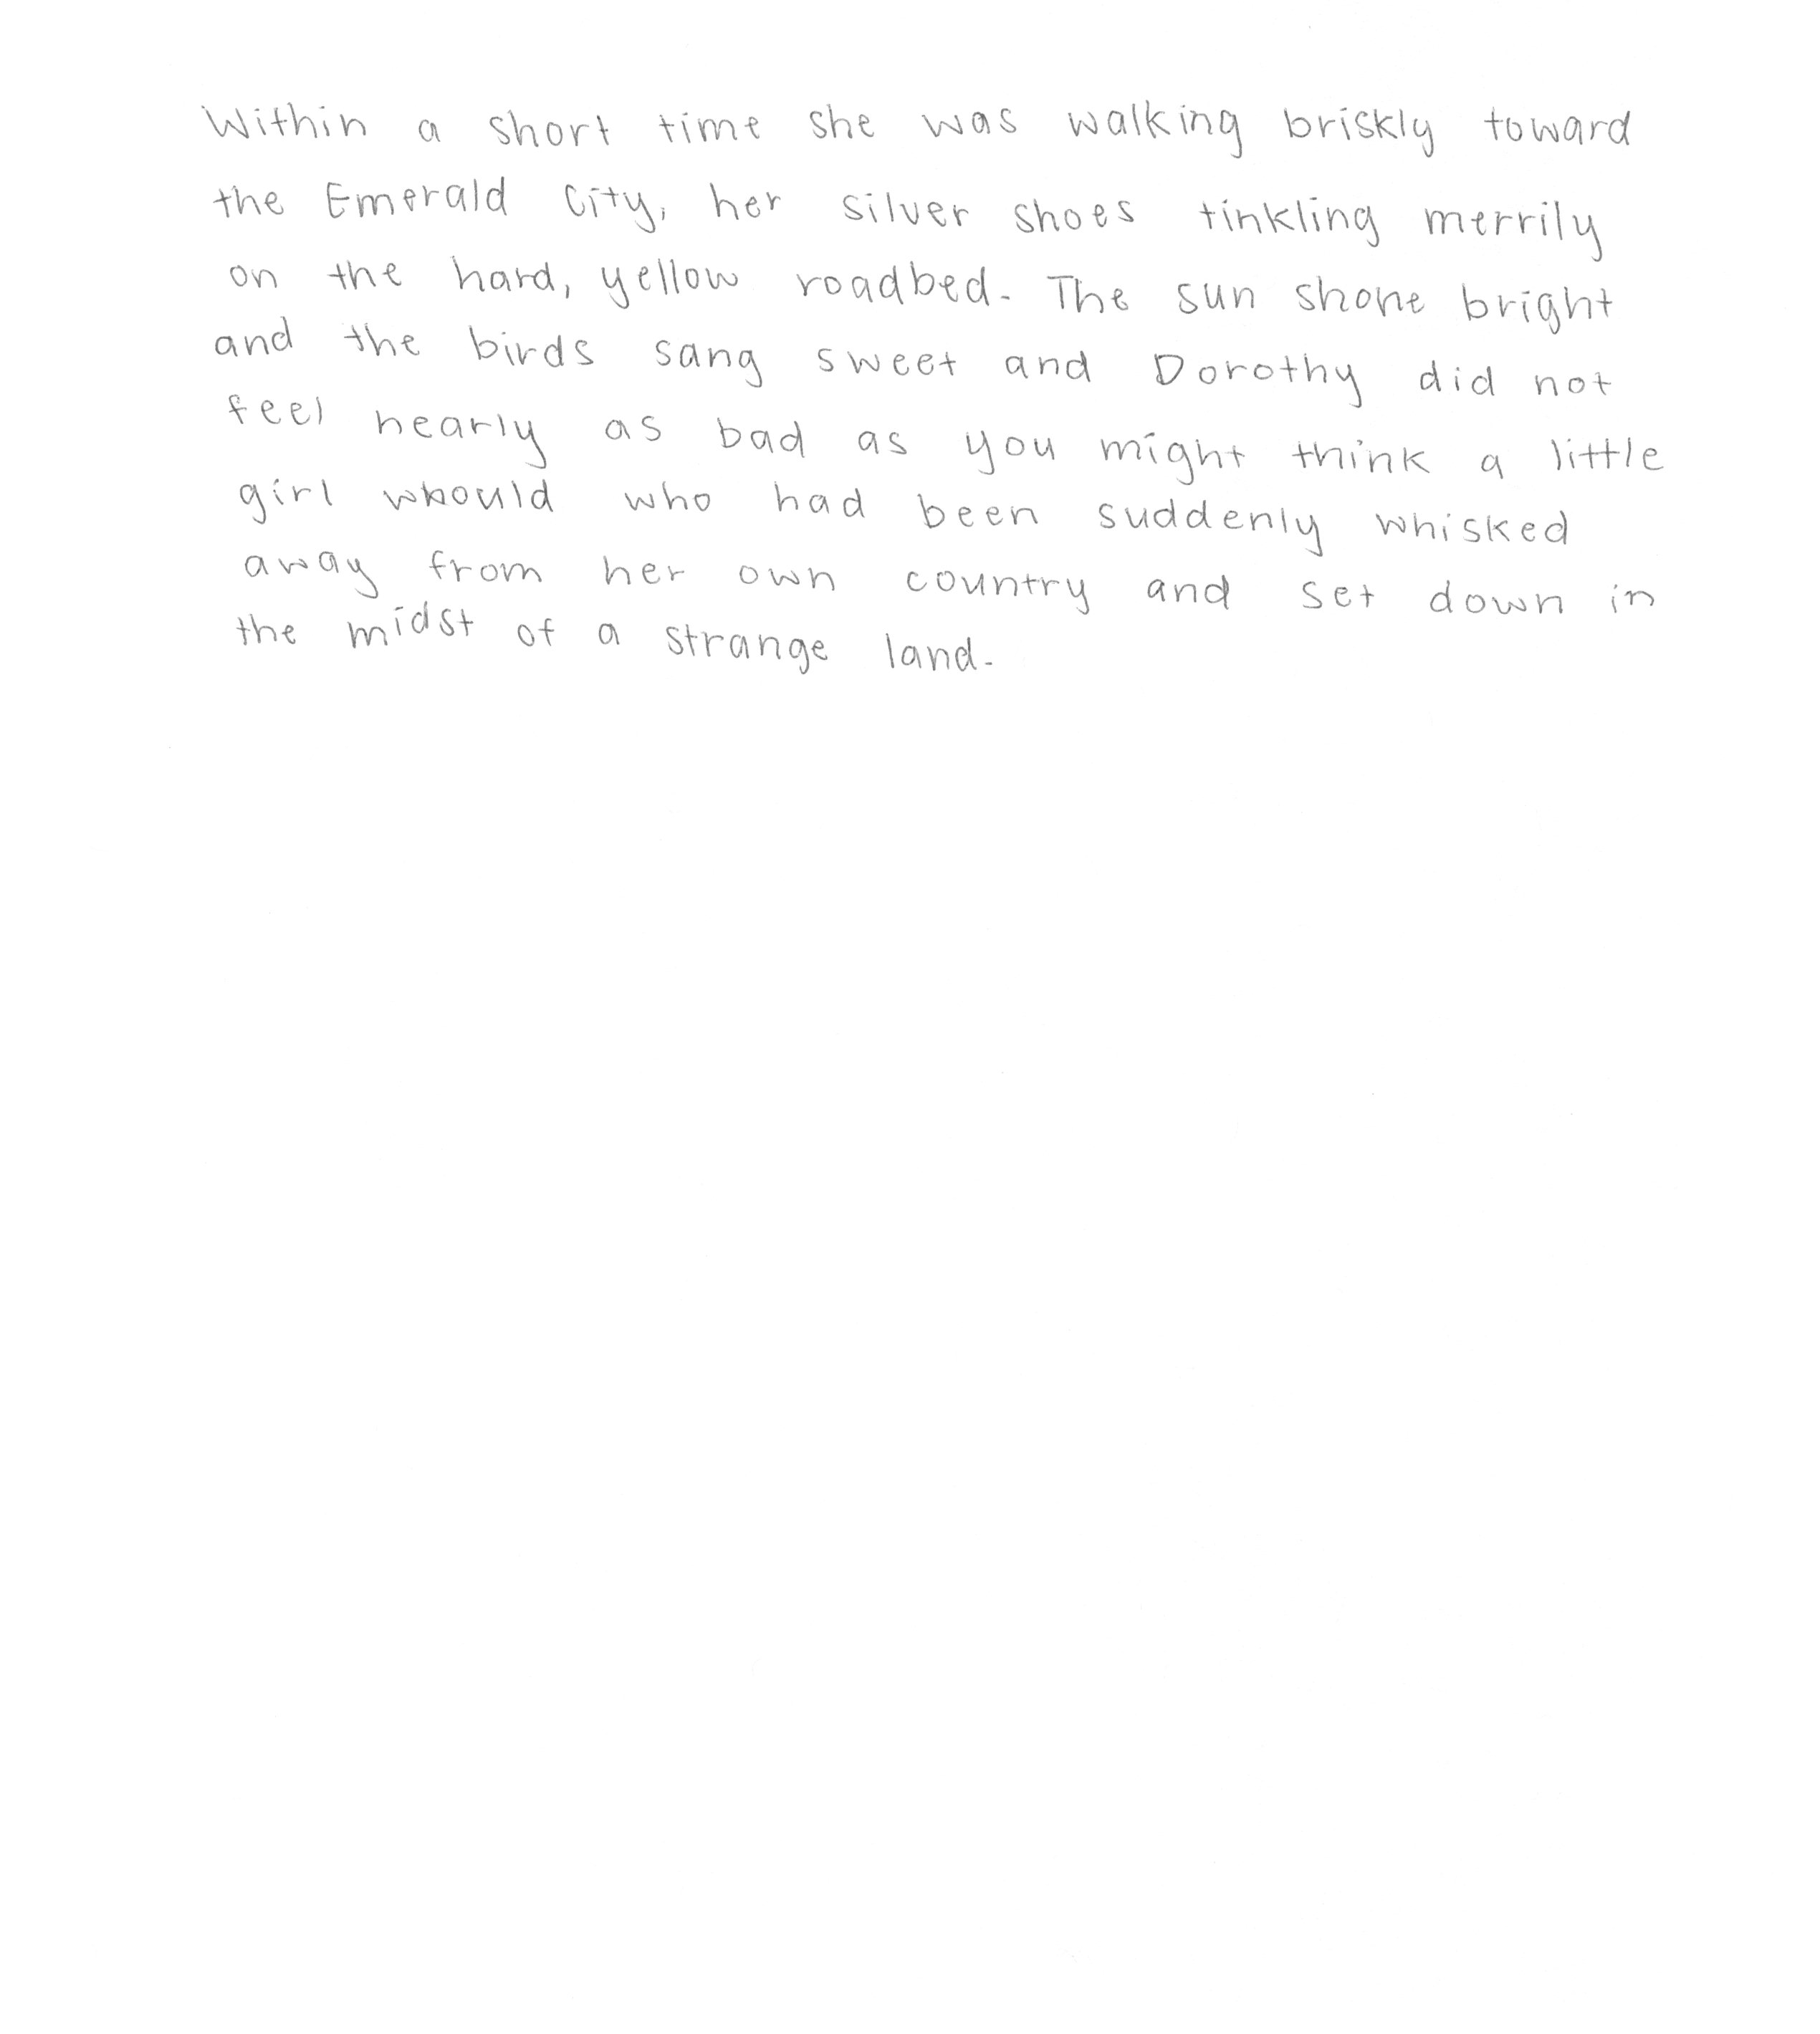 Within a short time she was walking briskly toward
the Emerald City, her silver shoes tinkling merrily
on the hard, yellow roadbed. The sun shone bright
and the birds sang sweet and Dorothy did not
feel nearly as bad as you might think a little
girl whould who had been suddenly whisked
away from her own country and set down in
the midst of a strange land.